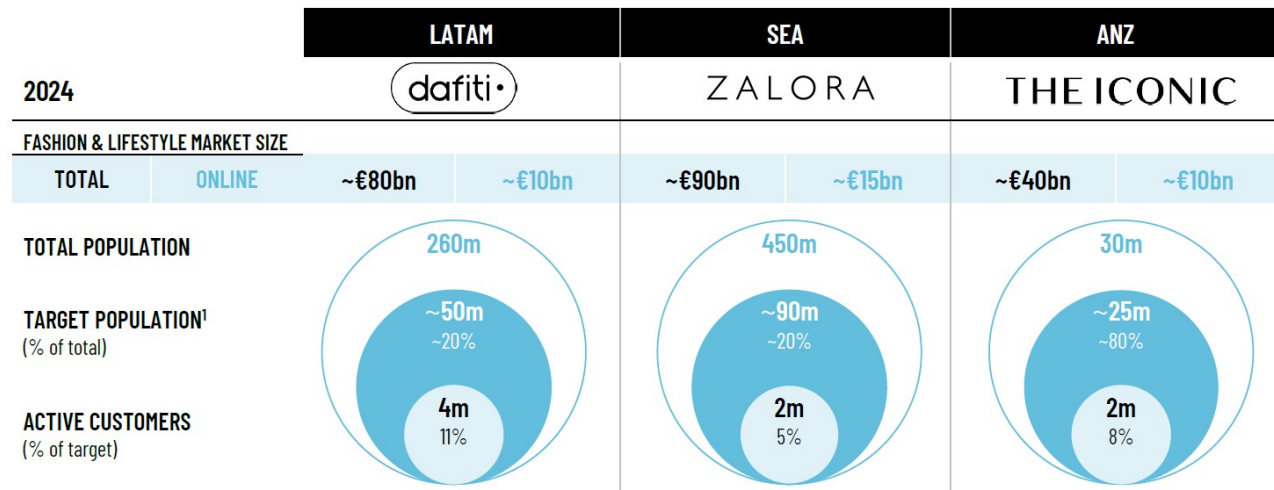 LATAM SEA ANZ
2024 dafiti· ZALORA THE ICONIC
FASHION & LIFESTYLE MARKET SIZE
TOTAL ONLINE ~€80bn ~€10bn ~€90bn ~€15bn ~€40bn ~€10bn
TOTAL POPULATION 260m 450m 30m
TARGET POPULATION¹ ~50m ~90m ~25m
(% of total) ~20% ~20% ~80%
ACTIVE CUSTOMERS 4m 2m 2m
(% of target) 11% 5% 8%